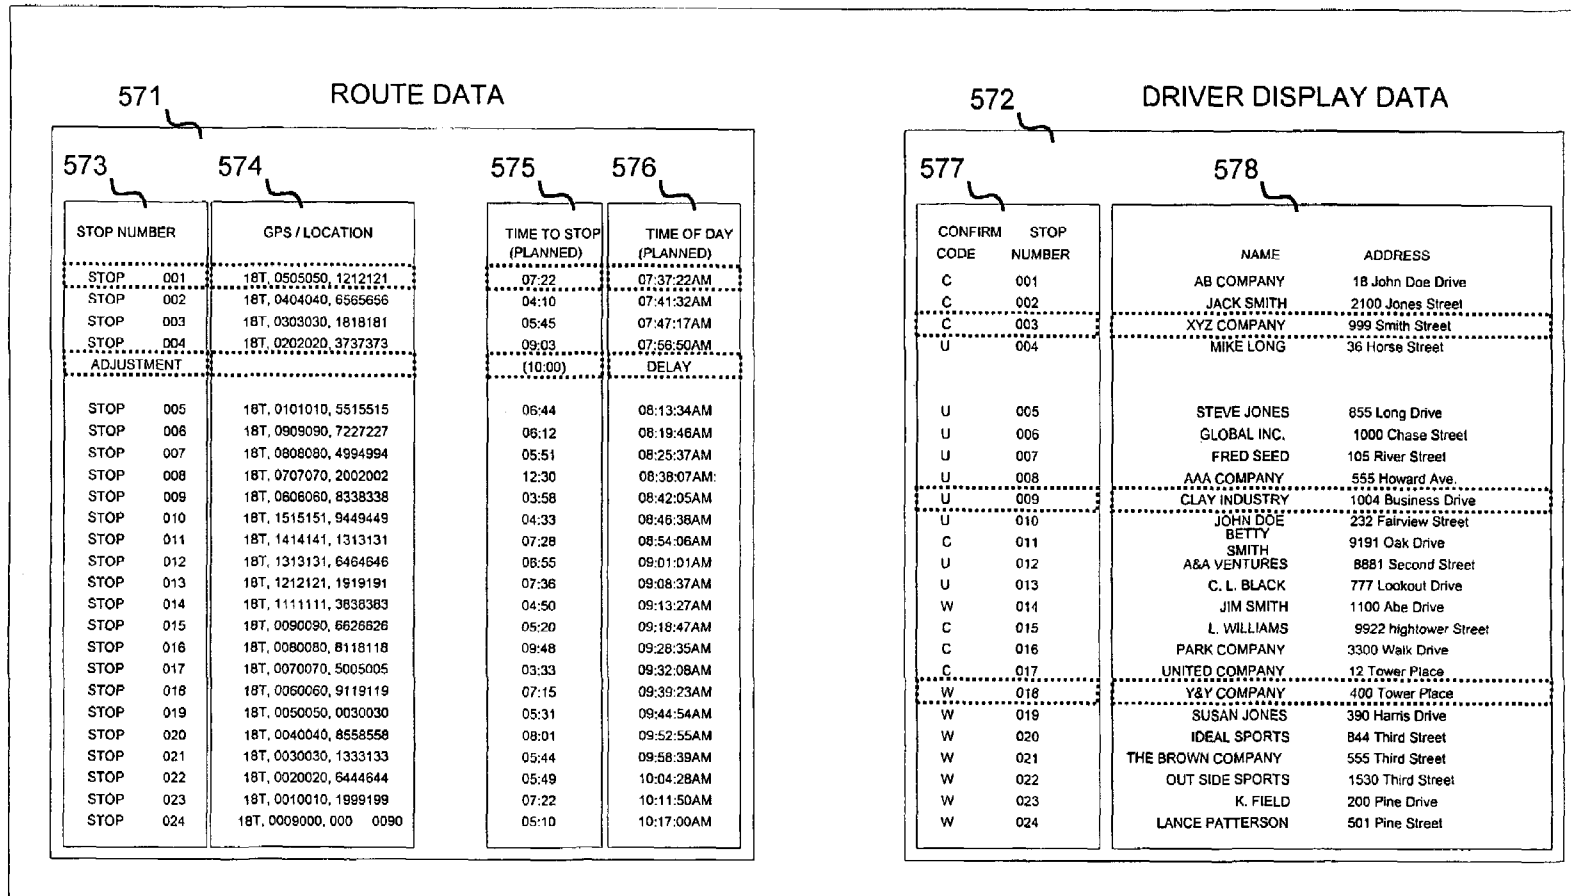 571 ROUTE DATA
573 574 575 576
STOP NUMBER GPS / LOCATION TIME TO STOP (PLANNED) TIME OF DAY (PLANNED)
STOP 001 18T, 0505050, 1212121 07:22 07:37:22AM
STOP 002 18T, 0404040, 6565656 04:10 07:41:32AM
STOP 003 18T, 0303030, 1818181 05:45 07:47:17AM
STOP 004 18T, 0202020, 3737373 09:03 07:56:50AM
ADJUSTMENT (10:00) DELAY
STOP 005 18T, 0101010, 5515515 06:44 08:13:34AM
STOP 006 18T, 0909090, 7227227 06:12 08:19:46AM
STOP 007 18T, 0808080, 4994994 05:51 08:25:37AM
STOP 008 18T, 0707070, 2002002 12:30 08:38:07AM:
STOP 009 18T, 0606060, 8338338 03:58 08:42:05AM
STOP 010 18T, 1515151, 9449449 04:33 08:46:38AM
STOP 011 18T, 1414141, 1313131 07:28 08:54:06AM
STOP 012 18T, 1313131, 6464646 06:55 09:01:01AM
STOP 013 18T, 1212121, 1919191 07:36 09:08:37AM
STOP 014 18T, 1111111, 3838383 04:50 09:13:27AM
STOP 015 18T, 0090090, 6626626 05:20 09:18:47AM
STOP 016 18T, 0080080, 8118118 09:48 09:28:35AM
STOP 017 18T, 0070070, 5005005 03:33 09:32:08AM
STOP 018 18T, 0060060, 9119119 07:15 09:39:23AM
STOP 019 18T, 0050050, 0030030 05:31 09:44:54AM
STOP 020 18T, 0040040, 8558558 08:01 09:52:55AM
STOP 021 18T, 0030030, 1333133 05:44 09:58:39AM
STOP 022 18T, 0020020, 6444644 05:49 10:04:28AM
STOP 023 18T, 0010010, 1999199 07:22 10:11:50AM
STOP 024 18T, 0009000, 000 0090 05:10 10:17:00AM
572 DRIVER DISPLAY DATA
577 578
CONFIRM CODE STOP NUMBER NAME ADDRESS
C 001 AB COMPANY 18 John Doe Drive
C 002 JACK SMITH 2100 Jones Street
C 003 XYZ COMPANY 999 Smith Street
U 004 MIKE LONG 36 Horse Street
U 005 STEVE JONES 855 Long Drive
U 006 GLOBAL INC. 1000 Chase Street
U 007 FRED SEED 105 River Street
U 008 AAA COMPANY 555 Howard Ave.
U 009 CLAY INDUSTRY 1004 Business Drive
U 010 JOHN DOE 232 Fairview Street
C 011 BETTY SMITH 9191 Oak Drive
U 012 A&A VENTURES 8881 Second Street
U 013 C. L. BLACK 777 Lookout Drive
W 014 JIM SMITH 1100 Abe Drive
C 015 L. WILLIAMS 9922 hightower Street
C 016 PARK COMPANY 3300 Walk Drive
C 017 UNITED COMPANY 12 Tower Place
W 018 Y&Y COMPANY 400 Tower Place
W 019 SUSAN JONES 390 Harris Drive
W 020 IDEAL SPORTS 844 Third Street
W 021 THE BROWN COMPANY 555 Third Street
W 022 OUT SIDE SPORTS 1530 Third Street
W 023 K. FIELD 200 Pine Drive
W 024 LANCE PATTERSON 501 Pine Street